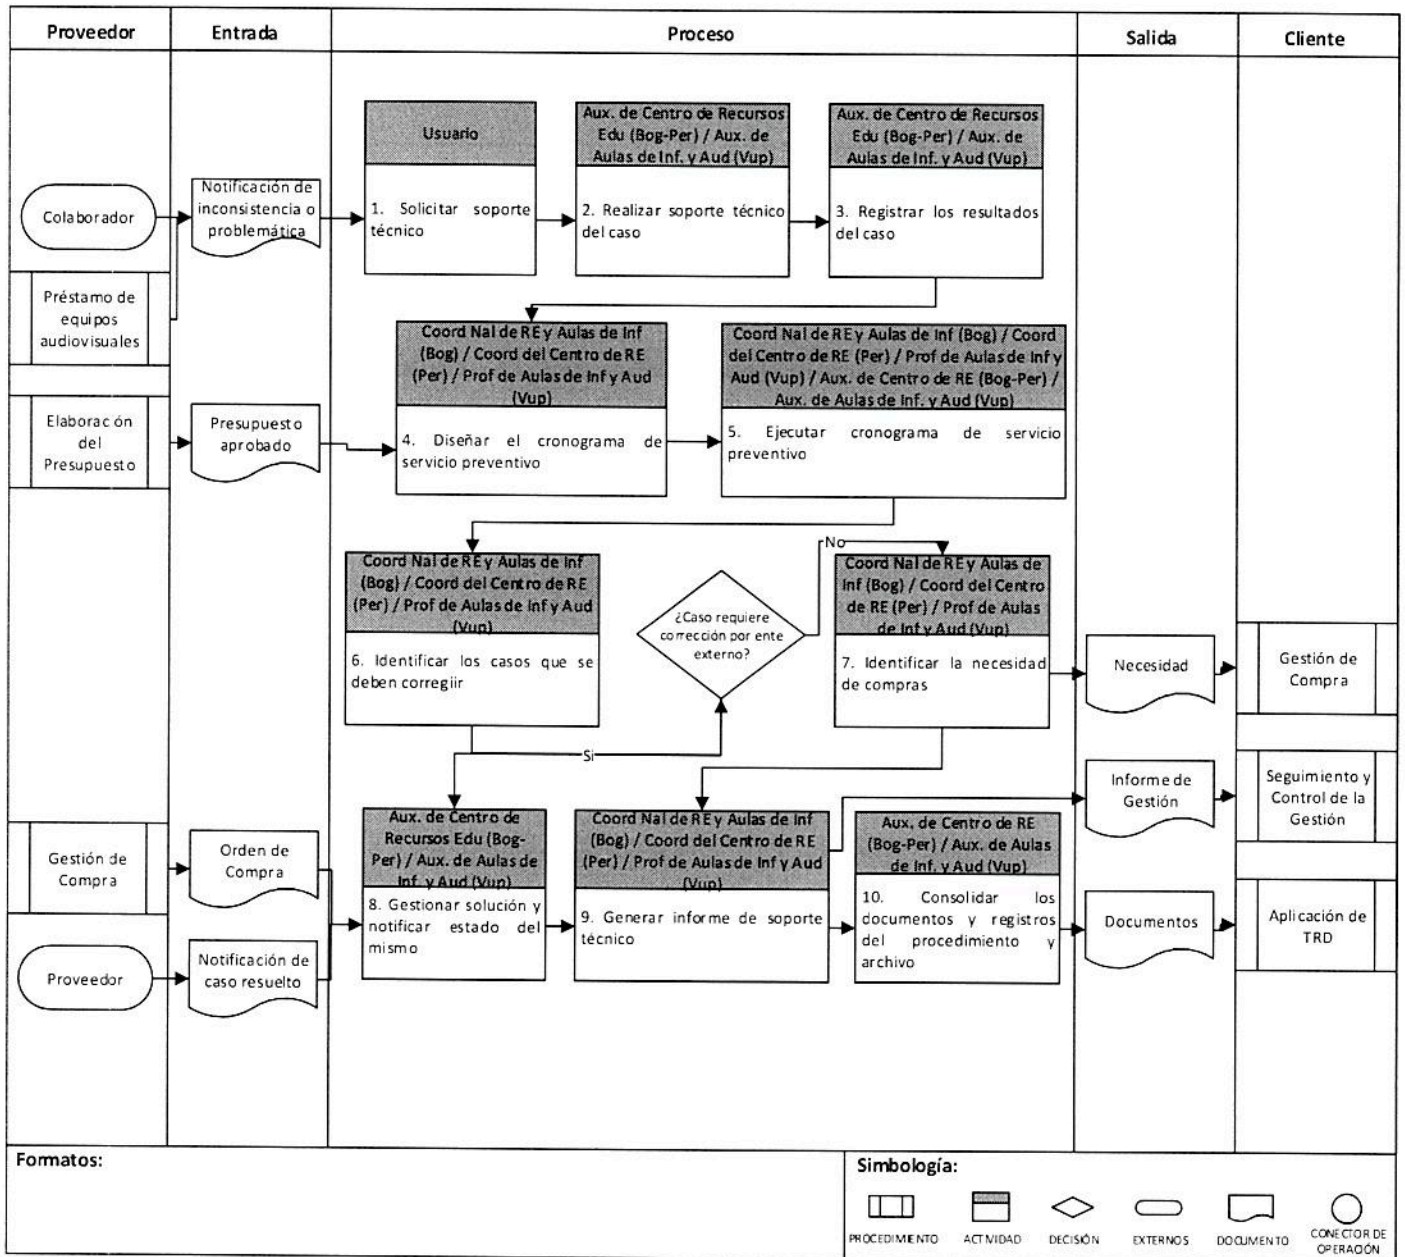 Proveedor
Entrada
Proceso
Salida
Cliente
Usuario
1. Solicitar soporte
técnico
Aux. de Centro de Recursos
Edu (Bog-Per) / Aux. de
Aulas de Inf. y Aud (Vup)
2. Realizar soporte técnico
del caso
Aux. de Centro de Recursos
Edu (Bog-Per) / Aux. de
Aulas de Inf. y Aud (Vup)
3. Registrar los resultados
del caso
Colaborador
Notificación de
inconsistencia o
problemática
Préstamo de
equipos
audiovisuales
Elaboración
del
Presupuesto
Presupuesto
aprobado
Coord Nal de RE y Aulas de Inf
(Bog) / Coord del Centro de RE
(Per) / Prof de Aulas de Inf y Aud
(Vup)
4. Diseñar el cronograma de
servicio preventivo
Coord Nal de RE y Aulas de Inf (Bog) / Coord
del Centro de RE (Per) / Prof de Aulas de Inf y
Aud (Vup) / Aux. de Centro de RE (Bog-Per) /
Aux. de Aulas de Inf. y Aud (Vup)
5. Ejecutar cronograma de servicio
preventivo
Coord Nal de RE y Aulas de Inf
(Bog) / Coord del Centro de RE
(Per) / Prof de Aulas de Inf y Aud
(Vup)
6. Identificar los casos que se
deben corregiir
¿Caso requiere
corrección por ente
externo?
No
Si
Coord Nal de RE y Aulas de
Inf (Bog) / Coord del Centro
de RE (Per) / Prof de Aulas
de Inf y Aud (Vup)
7. Identificar la necesidad
de compras
Necesidad
Gestión de
Compra
Informe de
Gestión
Seguimiento y
Control de la
Gestión
Gestión de
Compra
Orden de
Compra
Proveedor
Notificación de
caso resuelto
Aux. de Centro de
Recursos Edu (Bog-
Per) / Aux. de Aulas de
Inf. y Aud (Vup)
8. Gestionar solución y
notificar estado del
mismo
Coord Nal de RE y Aulas de Inf
(Bog) / Coord del Centro de RE
(Per) / Prof de Aulas de Inf y Aud
(Vup)
9. Generar informe de soporte
técnico
Aux. de Centro de RE
(Bog-Per) / Aux. de Aulas
de Inf. y Aud (Vup)
10. Consolidar los
documentos y registros
del procedimiento y
archivo
Documentos
Aplicación de
TRD
Formatos:
Simbología:
PROCEDIMIENTO
ACTIVIDAD
DECISIÓN
EXTERNOS
DOCUMENTO
CONECTOR DE
OPERACIÓN